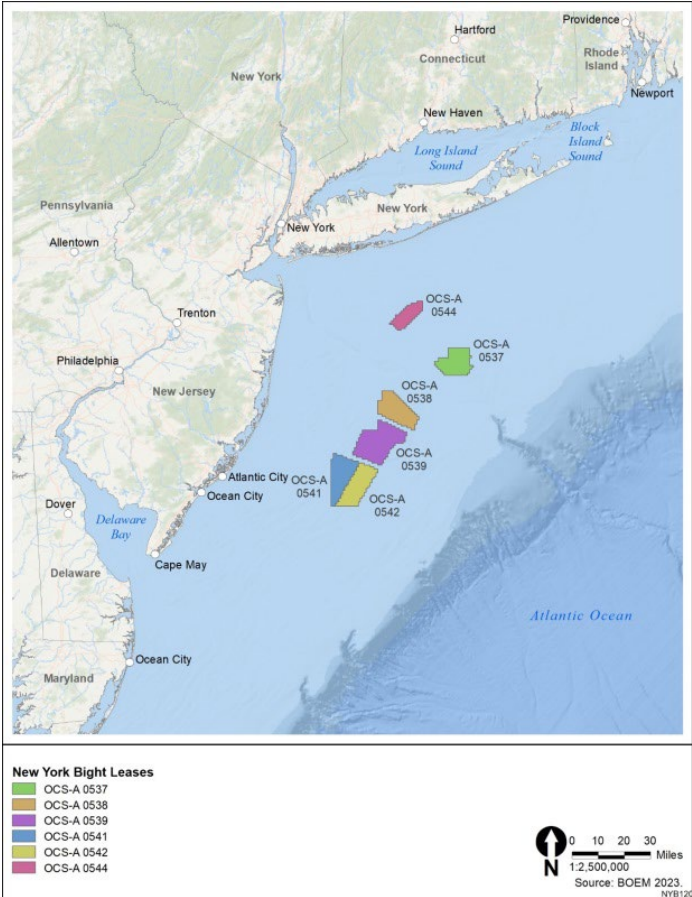 Providence
Hartford
Connecticut
Rhode
Island
New York
Newport
New Haven
Block
Island
Sound
Long Island
Sound
Pennsylvania
New York
New York
Allentown
OCS-A
0544
Trenton
OCS-A
0537
Philadelphia
New Jersey
OCS-A
0538
OCS-A
0539
Atlantic City
OCS-A
0541
Ocean City
OCS-A
0542
Dover
Delaware
Bay
Cape May
Delaware
Atlantic Ocean
Ocean City
Maryland
New York Bight Leases
OCS-A 0537
OCS-A 0538
OCS-A 0539
OCS-A 0541
OCS-A 0542
OCS-A 0544
N
0 10 20 30
Miles
1:2,500,000
Source: BOEM 2023.
NYB120